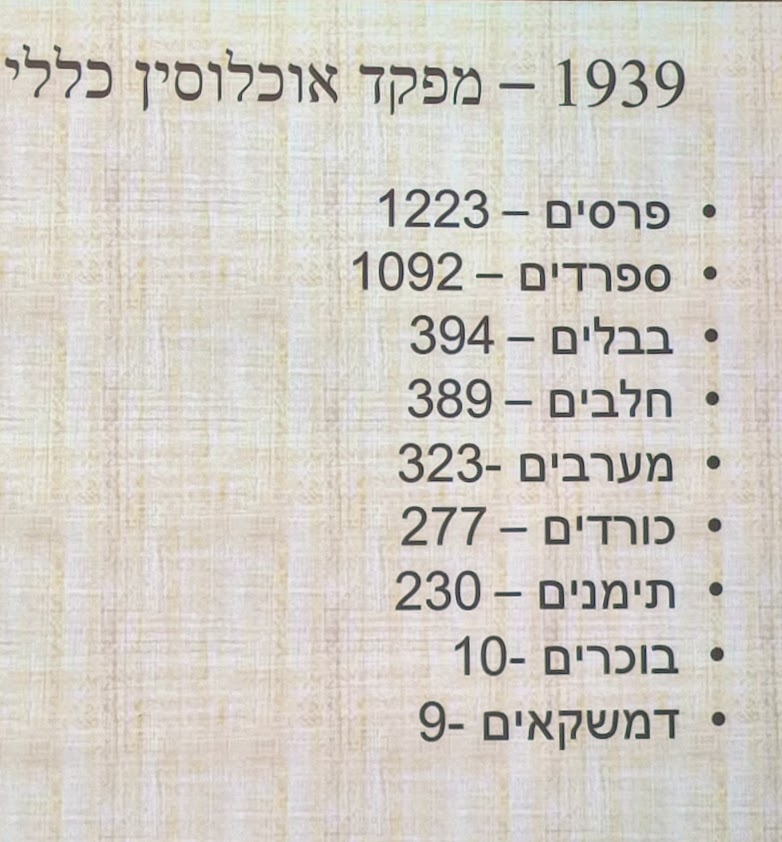 1939 – מפקד אוכלוסין כללי
• פרסים – 1223
• ספרדים – 1092
• בבלים – 394
• חלבים – 389
• מערבים -323
• כורדים – 277
• תימנים – 230
• בוכרים -10
• דמשקאים -9